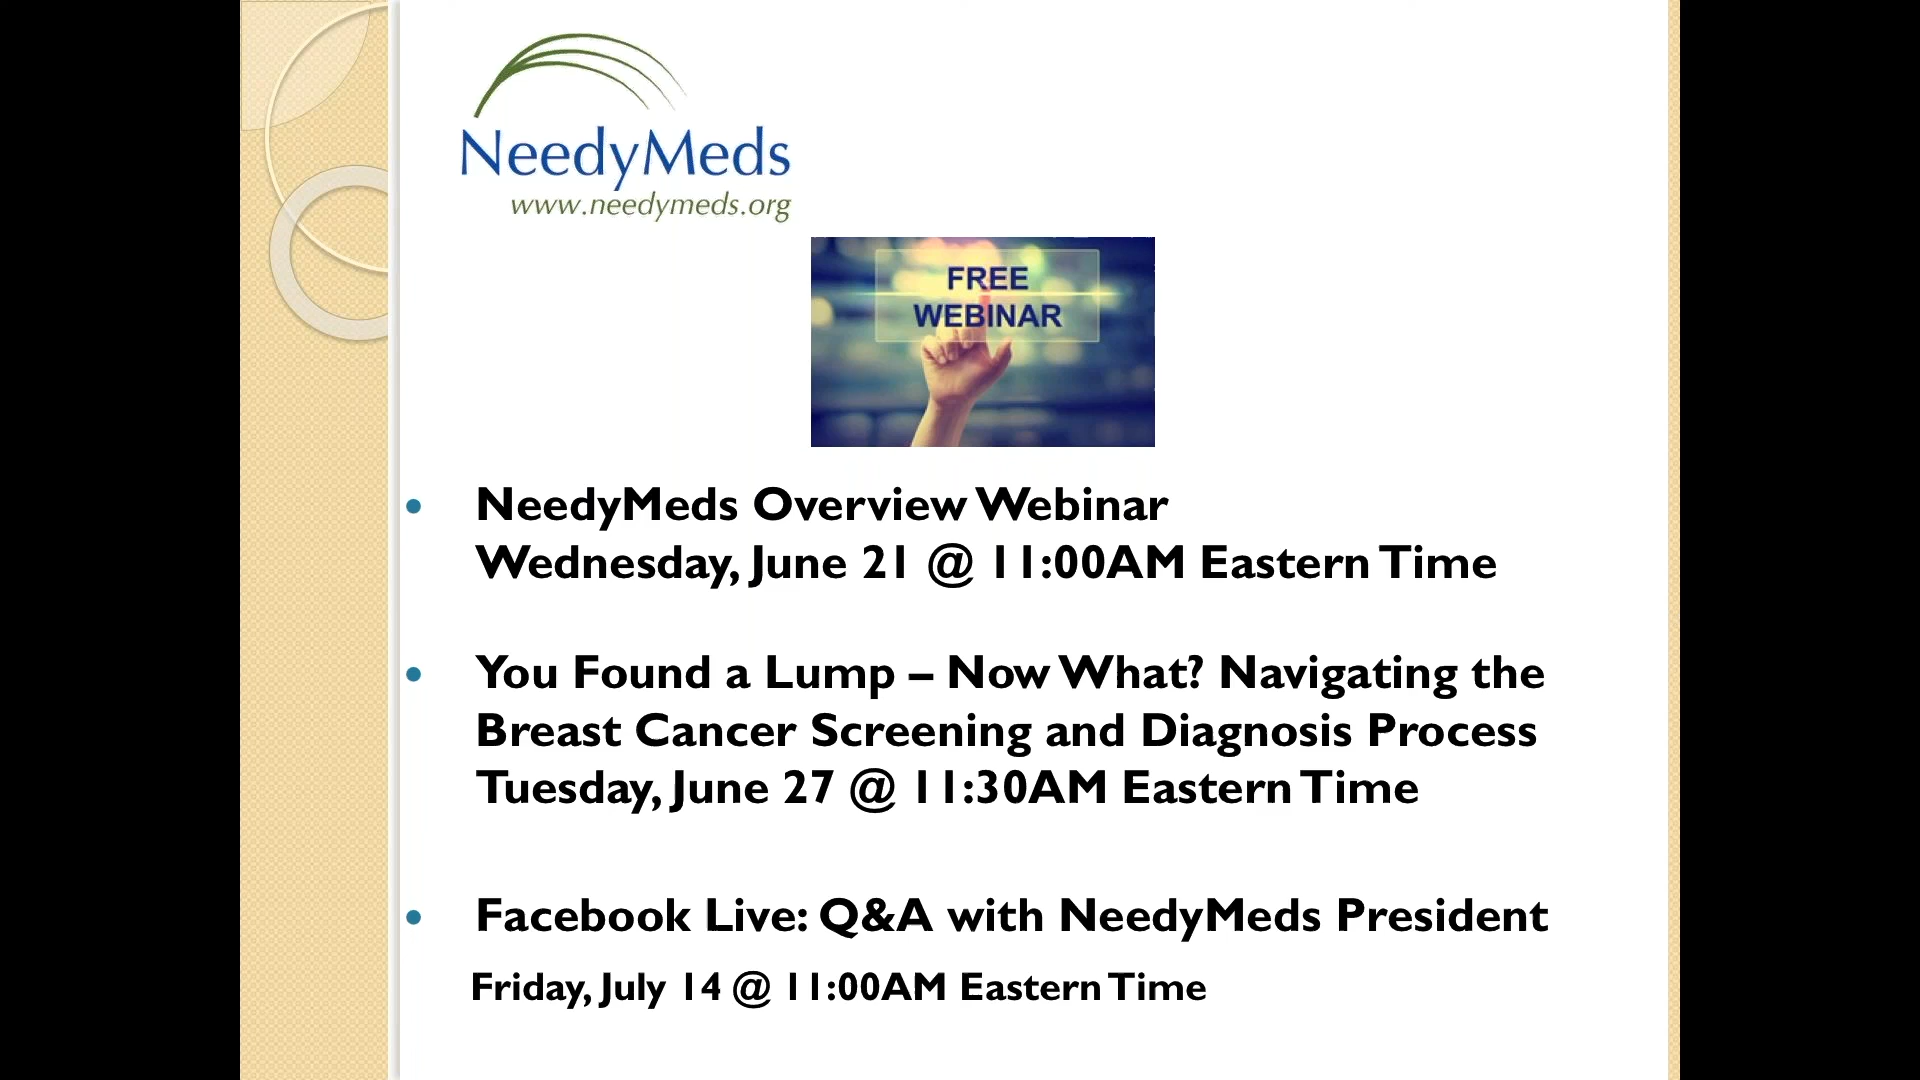 NeedyMeds
www.needymeds.org
FREE
WEBINAR
• NeedyMeds Overview Webinar
Wednesday, June 21 @ 11:00AM Eastern Time
• You Found a Lump – Now What? Navigating the
Breast Cancer Screening and Diagnosis Process
Tuesday, June 27 @ 11:30AM Eastern Time
• Facebook Live: Q&A with NeedyMeds President
Friday, July 14 @ 11:00AM Eastern Time